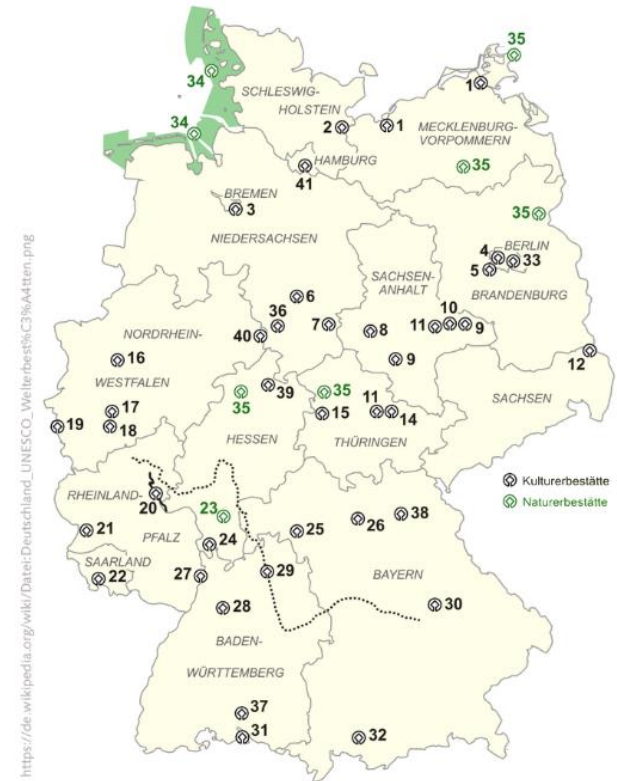 35
34
1
SCHLESWIG-
HOLSTEIN
34
2
1
MECKLENBURG-
VORPOMMERN
HAMBURG
35
41
BREMEN
3
35
NIEDERSACHSEN
4
BERLIN
33
5
SACHSEN-
ANHALT
BRANDENBURG
6
36
7
8
10
11
9
NORDRHEIN-
40
12
16
9
WESTFALEN
39
35
35
SACHSEN
17
15
11
14
19
18
HESSEN
THÜRINGEN
Kulturerbestätte
Naturerbestätte
RHEINLAND-
20
23
38
21
PFALZ
24
25
26
SAARLAND
22
27
29
BAYERN
28
30
BADEN-
WÜRTTEMBERG
37
31
32
https://de.wikipedia.org/wiki/Datei:Deutschland_UNESCO_Welterbest%C3%A4tten.png